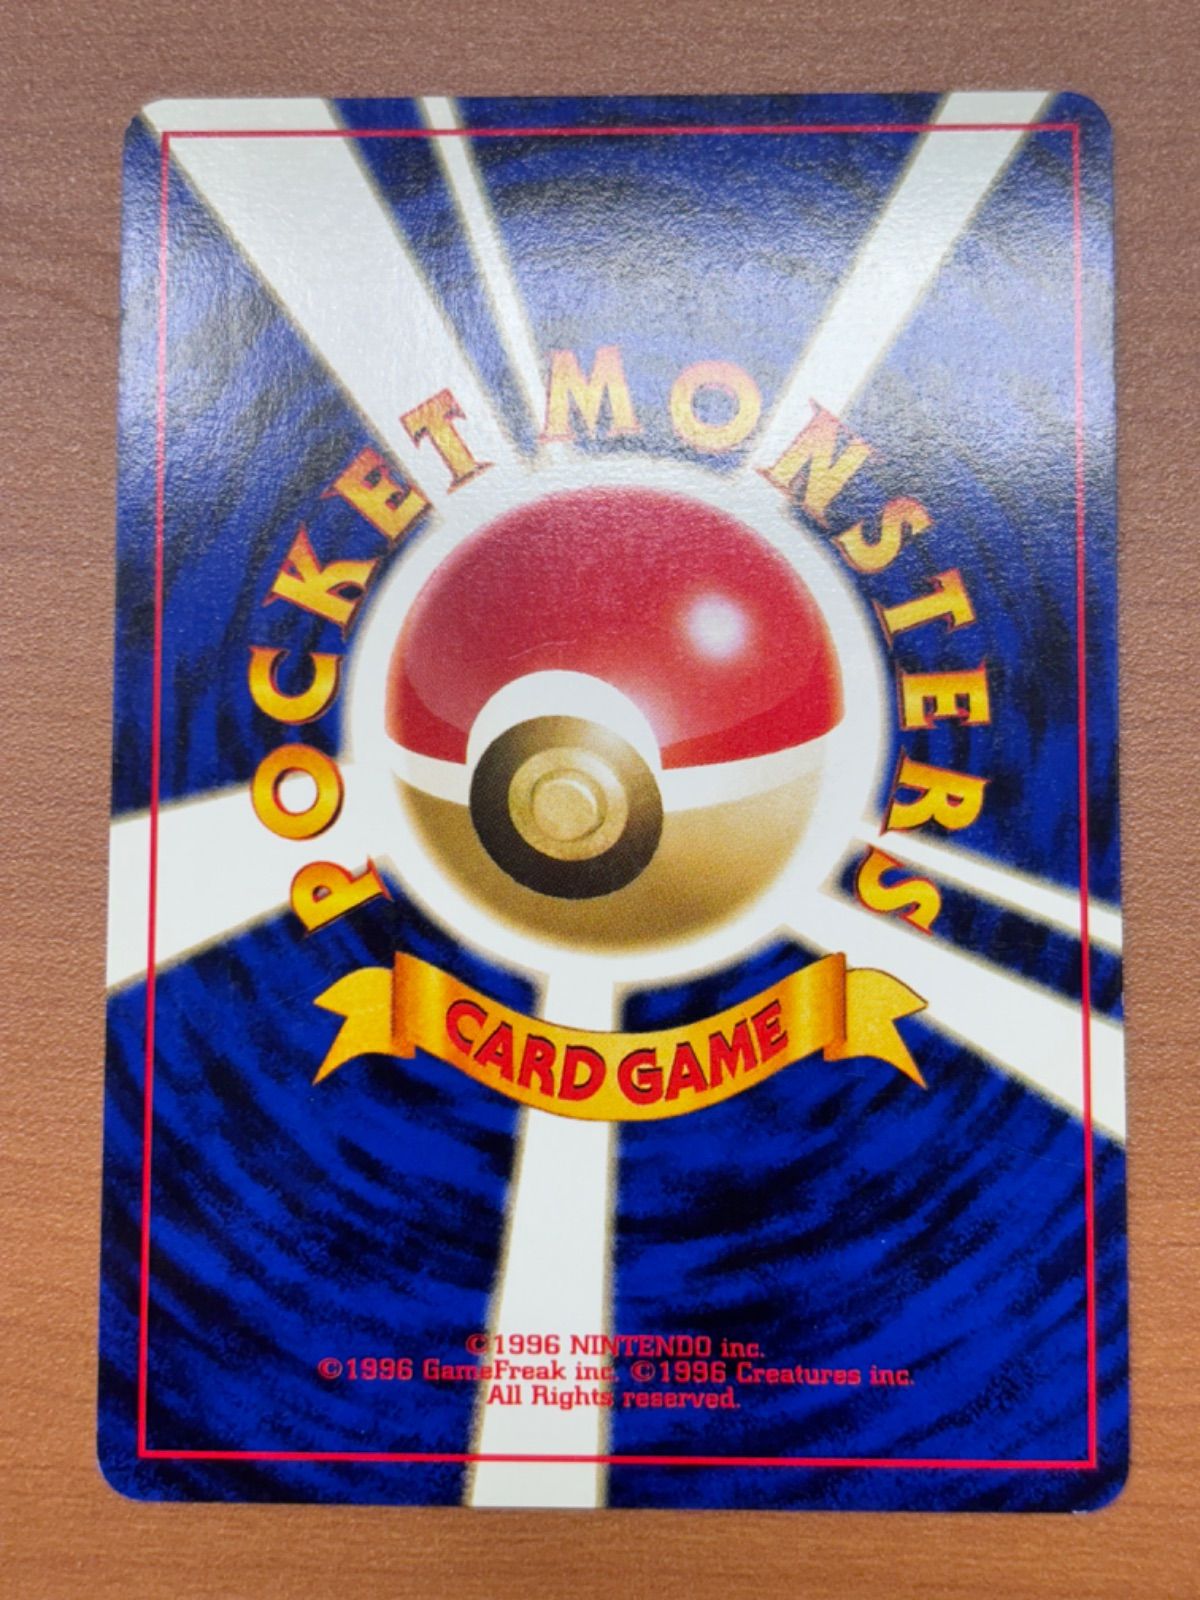 POCKET MONSTERS
CARD GAME
©1996 NINTENDO inc.
©1996 GameFreak inc. ©1996 Creatures inc.
All Rights reserved.